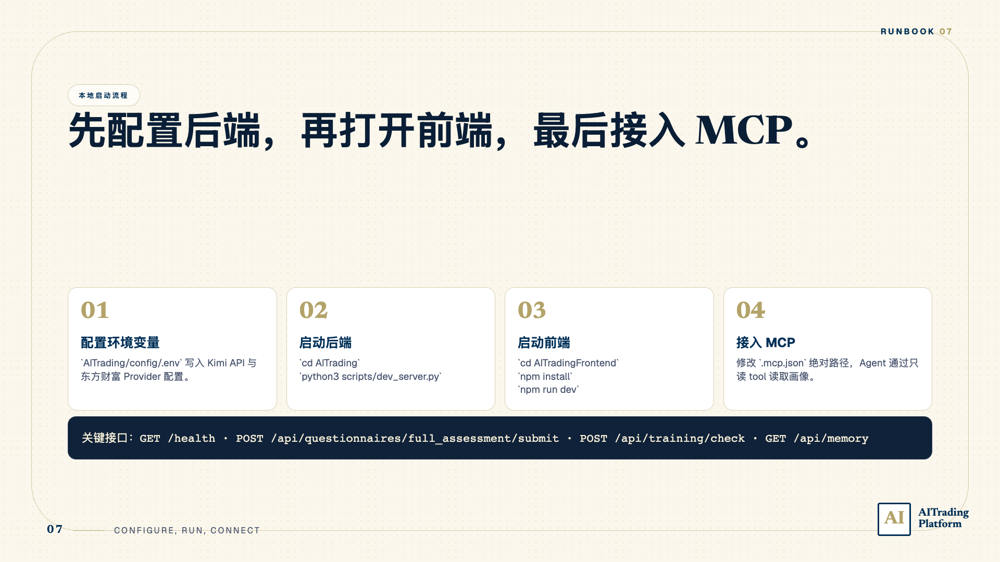 RUNBOOK 07
本地启动流程
先配置后端，再打开前端，最后接入 MCP。
01
配置环境变量
`AITrading/config/.env` 写入 Kimi API 与
东方财富 Provider 配置。
02
启动后端
`cd AITrading`
`python3 scripts/dev_server.py`
03
启动前端
`cd AITradingFrontend`
`npm install`
`npm run dev`
04
接入 MCP
修改 `.mcp.json` 绝对路径，Agent 通过只
读 tool 读取画像。
关键接口：GET /health · POST /api/questionnaires/full_assessment/submit · POST /api/training/check · GET /api/memory
07
CONFIGURE, RUN, CONNECT
AI
AITrading
Platform